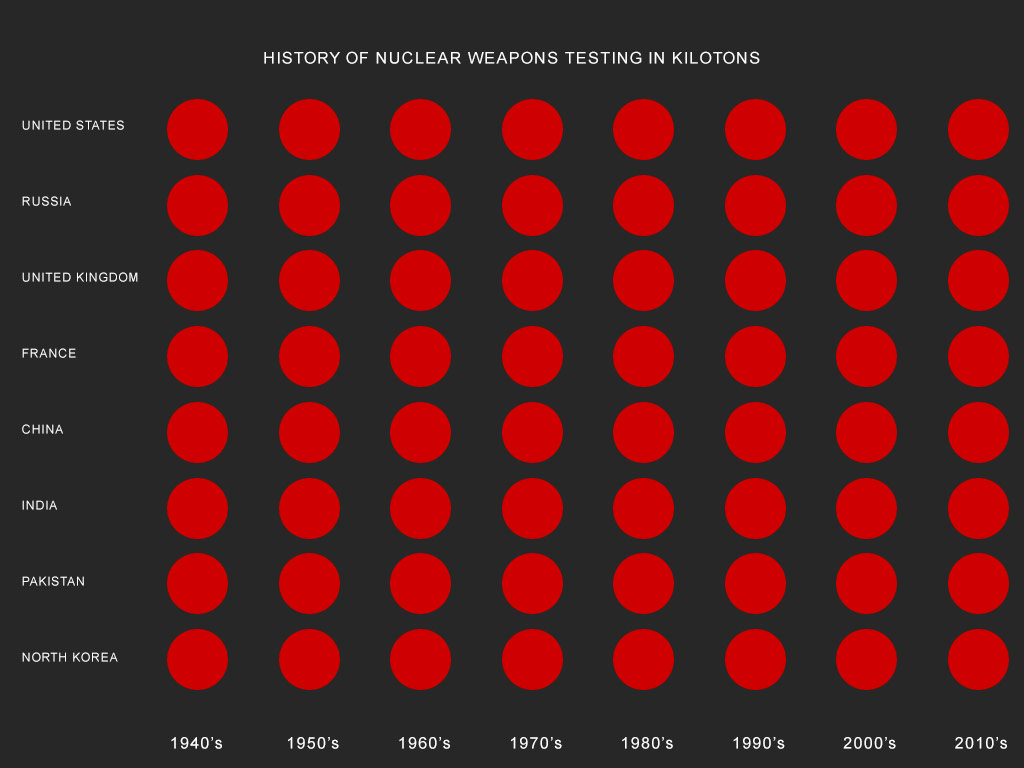 HISTORY OF NUCLEAR WEAPONS TESTING IN KILOTONS
UNITED STATES
RUSSIA
UNITED KINGDOM
FRANCE
CHINA
INDIA
PAKISTAN
NORTH KOREA
1940’s 1950’s 1960’s 1970’s 1980’s 1990’s 2000’s 2010’s